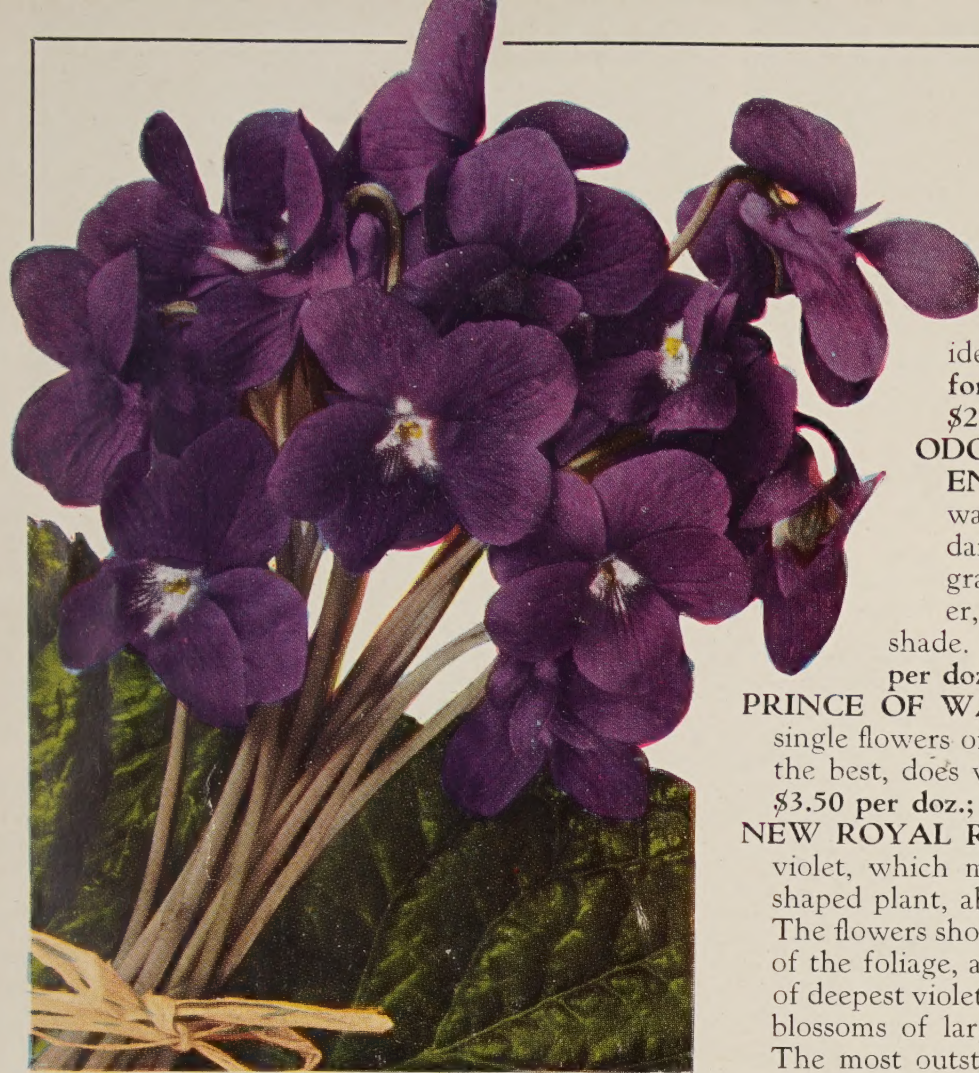 ide
for
$2
ODO
EN
wa
da
gra
er,
shade.
per doz
PRINCE OF WA
single flowers o
the best, does v
$3.50 per doz.;
NEW ROYAL R
violet, which n
shaped plant, al
The flowers sho
of the foliage, a
of deepest violet
blossoms of lar
The most outst